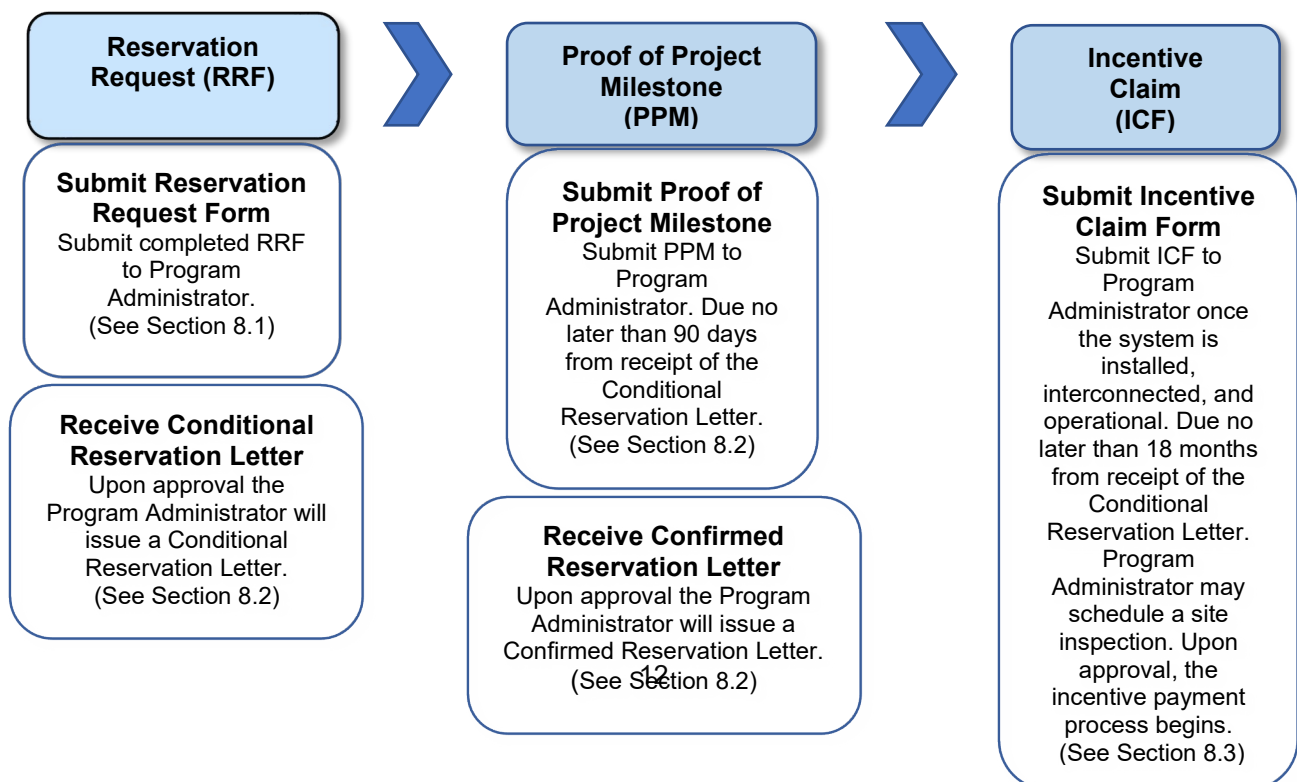 Reservation
Request (RRF)
Submit Reservation
Request Form
Submit completed RRF
to Program
Administrator.
(See Section 8.1)
Receive Conditional
Reservation Letter
Upon approval the
Program Administrator will
issue a Conditional
Reservation Letter.
(See Section 8.2)
Proof of Project
Milestone
(PPM)
Submit Proof of
Project Milestone
Submit PPM to
Program
Administrator. Due no
later than 90 days
from receipt of the
Conditional
Reservation Letter.
(See Section 8.2)
Receive Confirmed
Reservation Letter
Upon approval the Program
Administrator will issue a
Confirmed Reservation Letter.
(See Section 8.2)
12
Incentive
Claim
(ICF)
Submit Incentive
Claim Form
Submit ICF to
Program
Administrator once
the system is
installed,
interconnected, and
operational. Due no
later than 18 months
from receipt of the
Conditional
Reservation Letter.
Program
Administrator may
schedule a site
inspection. Upon
approval, the
incentive payment
process begins.
(See Section 8.3)